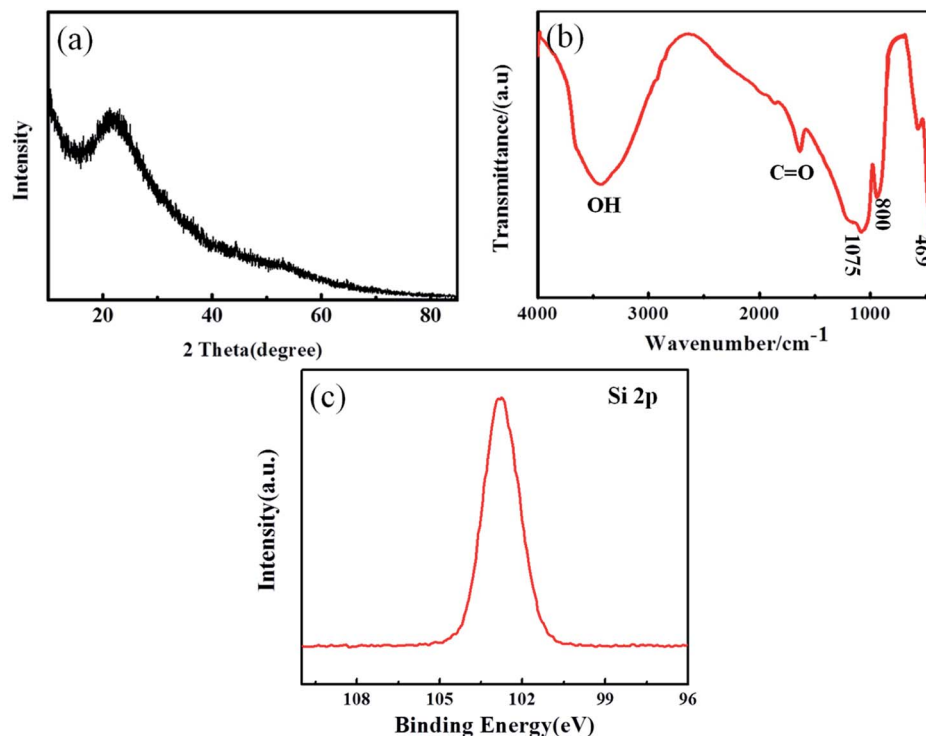 (a)
Intensity
20
40
60
80
2 Theta(degree)
(b)
Transmittance/(a.u)
OH
C=O
1075
800
469
4000
3000
2000
1000
Wavenumber/cm-1
(c)
Si 2p
Intensity(a.u.)
108
105
102
99
96
Binding Energy(eV)